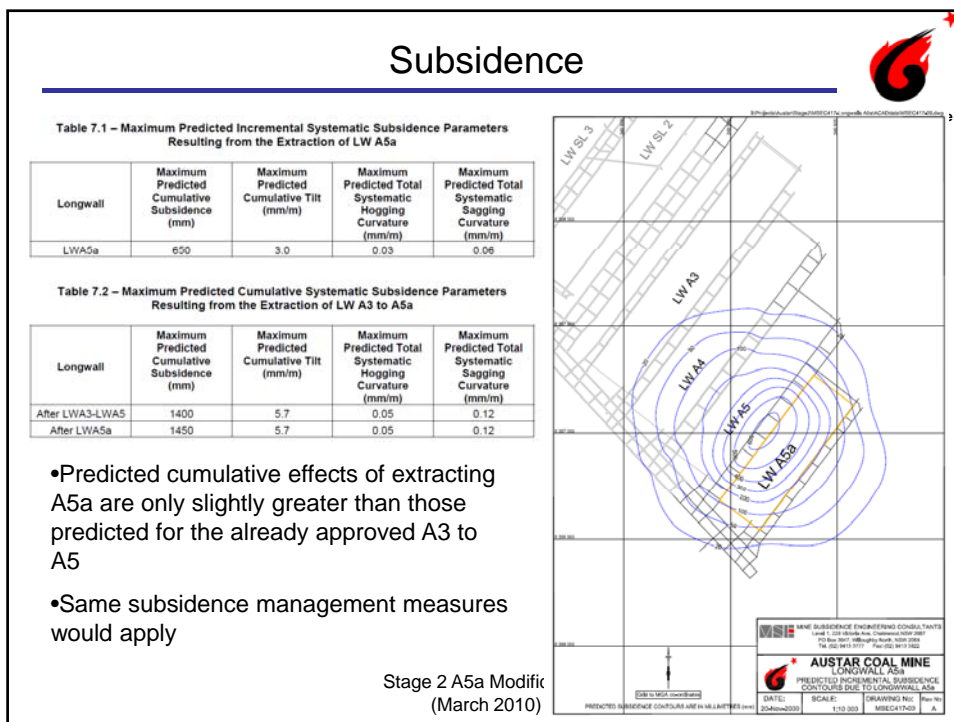 Subsidence
Table 7.1 – Maximum Predicted Incremental Systematic Subsidence Parameters
Resulting from the Extraction of LW A5a
Longwall
Maximum Predicted Cumulative Subsidence (mm)
Maximum Predicted Cumulative Tilt (mm/m)
Maximum Predicted Total Systematic Hogging Curvature (mm/m)
Maximum Predicted Total Systematic Sagging Curvature (mm/m)
LWA5a 650 3.0 0.03 0.06
Table 7.2 – Maximum Predicted Cumulative Systematic Subsidence Parameters
Resulting from the Extraction of LW A3 to A5a
Longwall
Maximum Predicted Cumulative Subsidence (mm)
Maximum Predicted Cumulative Tilt (mm/m)
Maximum Predicted Total Systematic Hogging Curvature (mm/m)
Maximum Predicted Total Systematic Sagging Curvature (mm/m)
After LWA3-LWA5 1400 5.7 0.05 0.12
After LWA5a 1450 5.7 0.05 0.12
•Predicted cumulative effects of extracting
A5a are only slightly greater than those
predicted for the already approved A3 to
A5
•Same subsidence management measures
would apply
Stage 2 A5a Modific
(March 2010)
LW SL 3
LW SL 2
LW A3
LW A4
LW A5
LW A5a
MINE SUBSIDENCE ENGINEERING CONSULTANTS
AUSTAR COAL MINE
LONGWALL A5a
PREDICTED INCREMENTAL SUBSIDENCE
CONTOURS DUE TO LONGWWALL A5a
DATE: SCALE: DRAWING No: Rev No
20-Nov-2009 1:10 000 MSEC417-09 A
PREDICTED SUBSIDENCE CONTOURS ARE IN MILLIMETRES (mm)